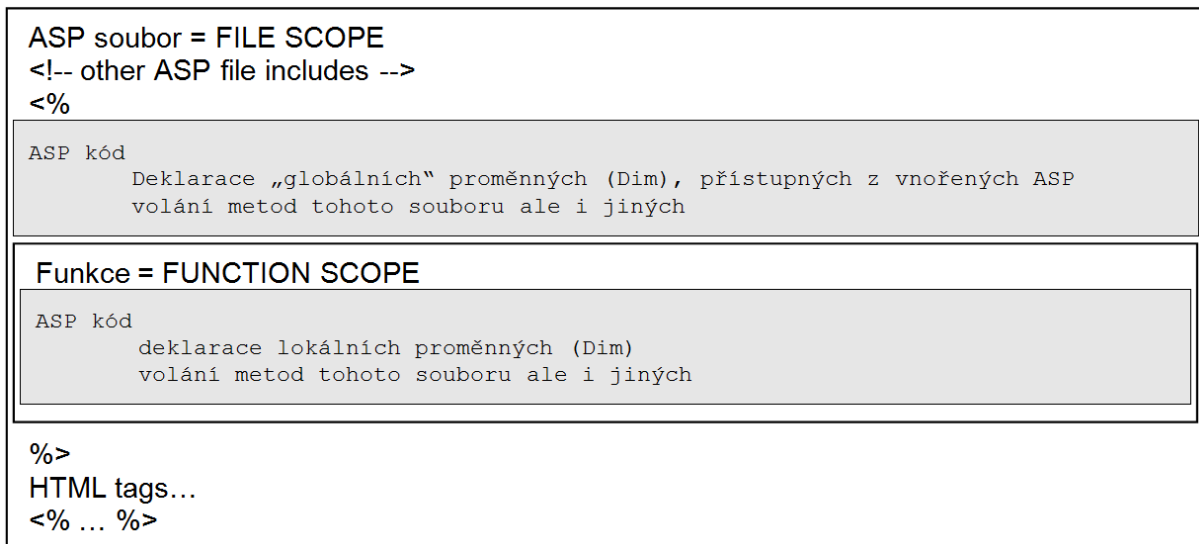 ASP soubor = FILE SCOPE
<!-- other ASP file includes -->
<%
ASP kód
Deklarace „globálních“ proměnných (Dim), přístupných z vnořených ASP
volání metod tohoto souboru ale i jiných
Funkce = FUNCTION SCOPE
ASP kód
deklarace lokálních proměnných (Dim)
volání metod tohoto souboru ale i jiných
%>
HTML tags…
<% … %>